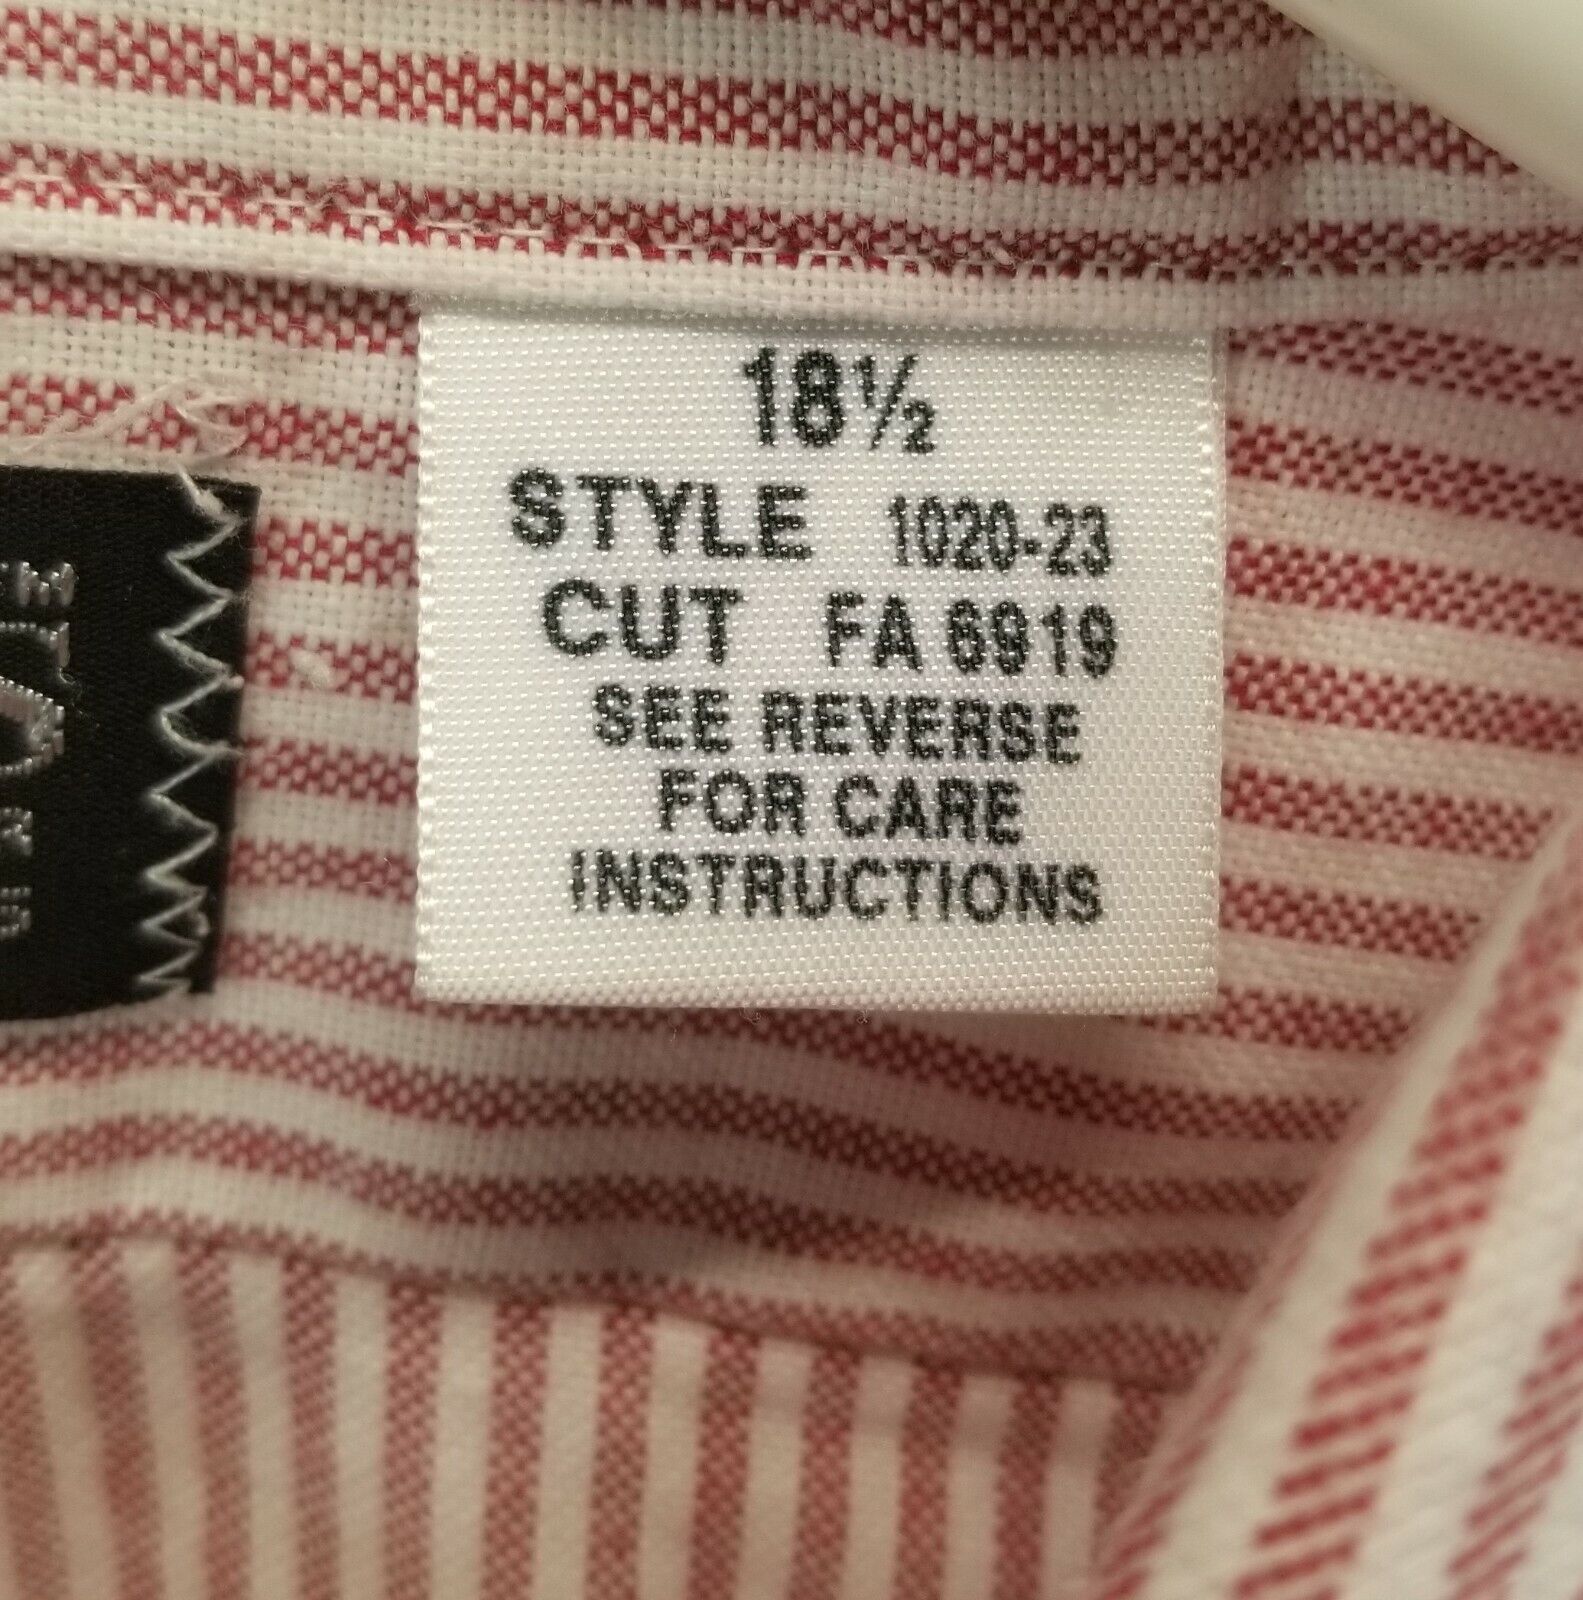 18½
STYLE 1020-23
CUT FA 6919
SEE REVERSE
FOR CARE
INSTRUCTIONS